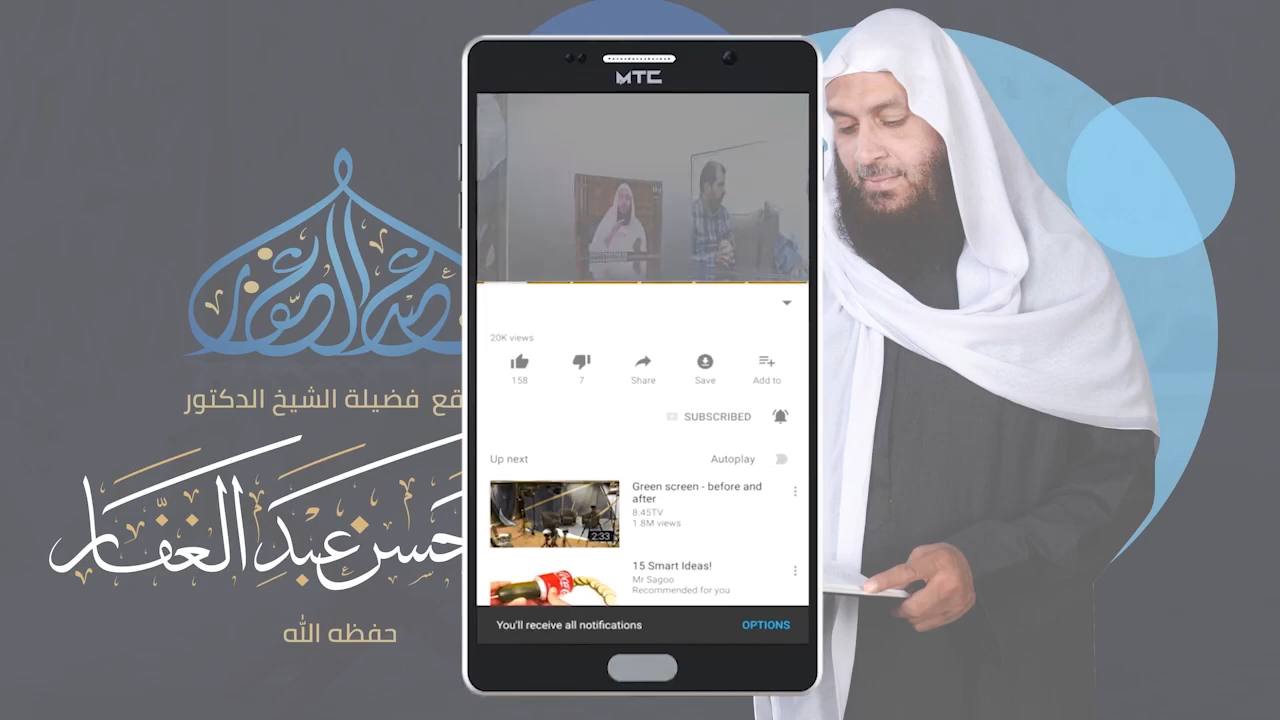 MTC
20K views
158
7
Share
Save
Add to
SUBSCRIBED
Up next
Autoplay
Green screen - before and
after
8:45TV
1.8M views
2:33
15 Smart Ideas!
Mr Sagoo
Recommended for you
You'll receive all notifications
OPTIONS
فضيلة الشيخ الدكتور
حسن عبد الغفار
حفظه الله